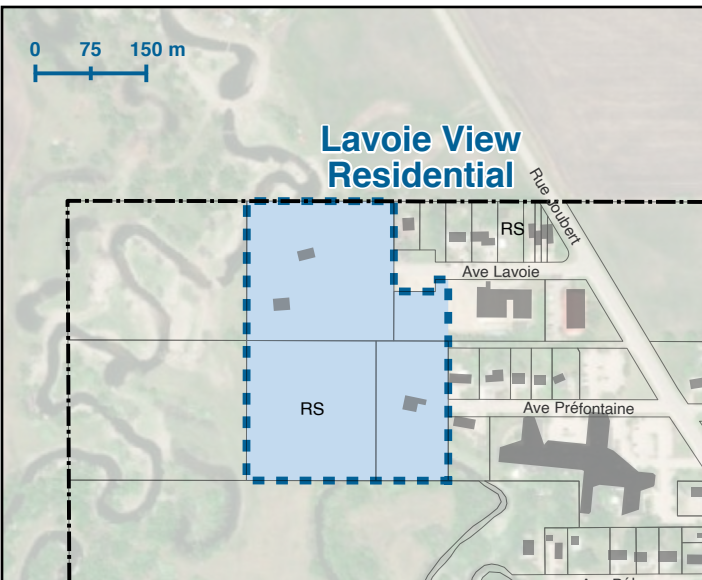 0 75 150 m
Lavoie View
Residential
Rue Joubert
RS
Ave Lavoie
RS
Ave Préfontaine